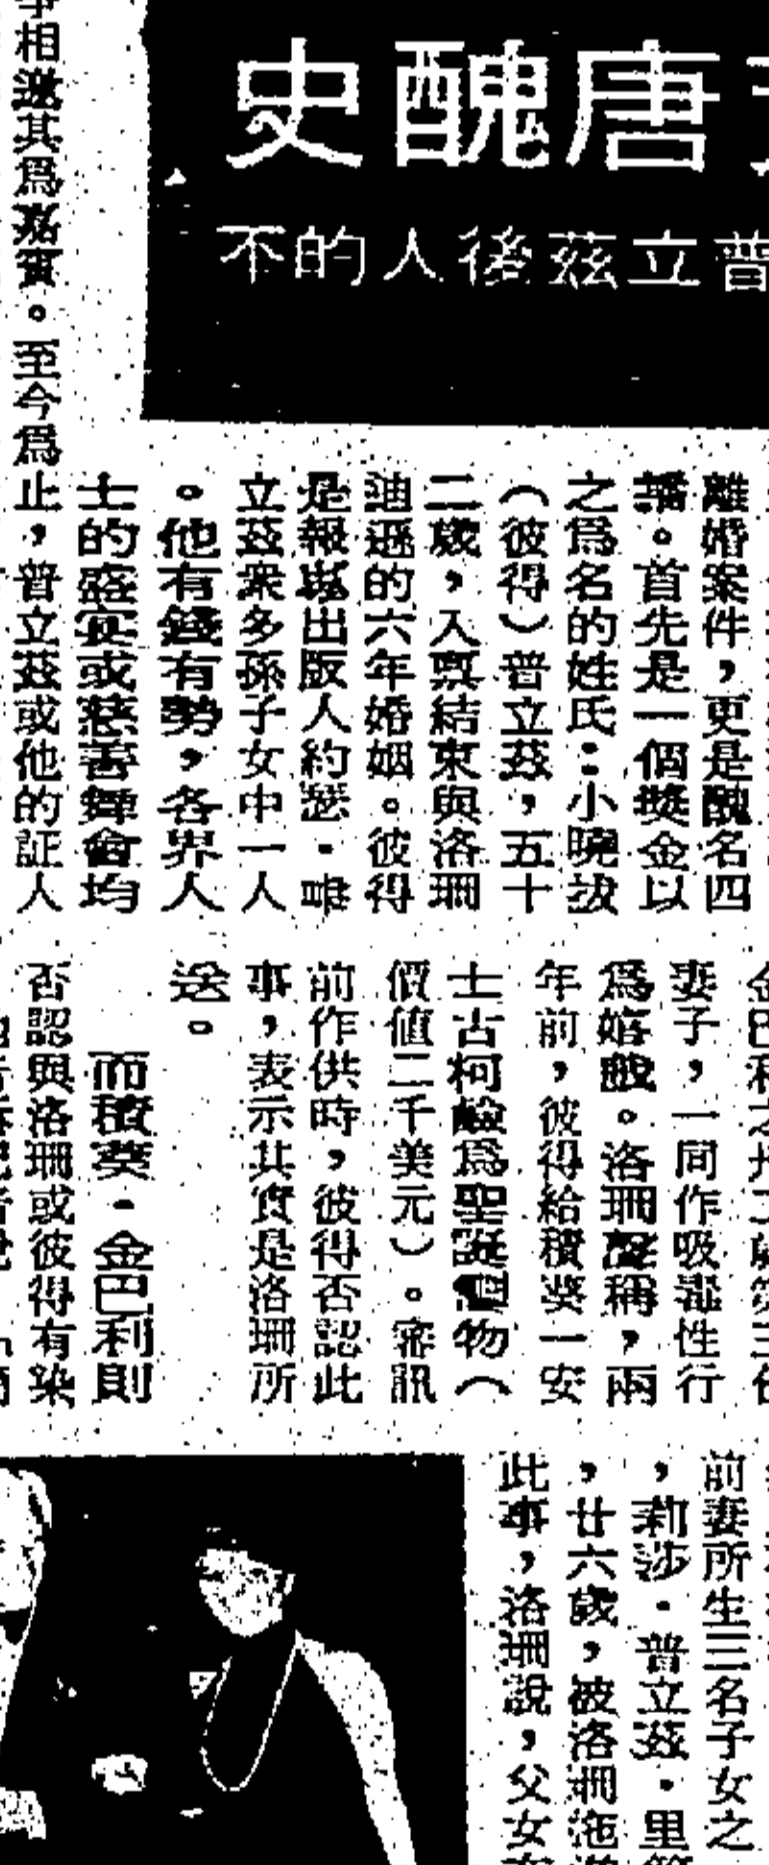 唐醜史
普立茲後人的不
離婚案件，更是醜名四
播。首先是一個獎金以
之爲名的姓氏：小曉拔
（彼得）普立茲，五十
二歲，入稟結束與洛珊
迪遜的六年婚姻。彼得
是報紙出版人約瑟·唯
立茲衆多孫子女中一人
。他有錢有勢，各界人
士的盛宴或慈善舞會均
爭相邀其爲嘉賓。至今爲止，普立茲或他的証人
妻子，一同作吸毒性行
爲嬉戲。洛珊聲稱，兩
年前，彼得給積葵一安
士古柯鹼爲聖誕禮物（
價值二千美元）。審訊
前作供時，彼得否認此
事，表示其實是洛珊所
送。
而積葵·金巴利則
否認與洛珊或彼得有染
前妻所生三名子女之
，莉莎·普立茲·里
，廿六歲，被洛珊拖
此事，洛珊說，父女